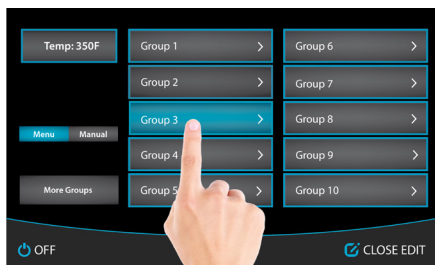 Temp: 350F
Menu Manual
More Groups
Group 1
Group 2
Group 3
Group 4
Group 5
Group 6
Group 7
Group 8
Group 9
Group 10
OFF
CLOSE EDIT